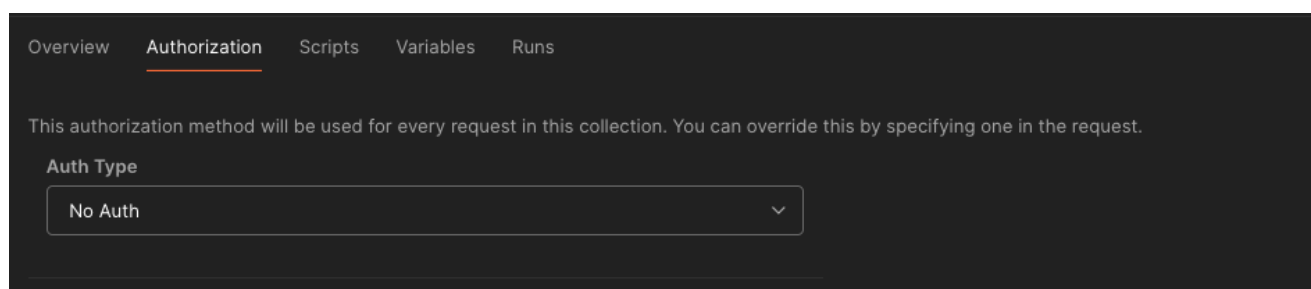 Overview Authorization Scripts Variables Runs
This authorization method will be used for every request in this collection. You can override this by specifying one in the request.
Auth Type
No Auth